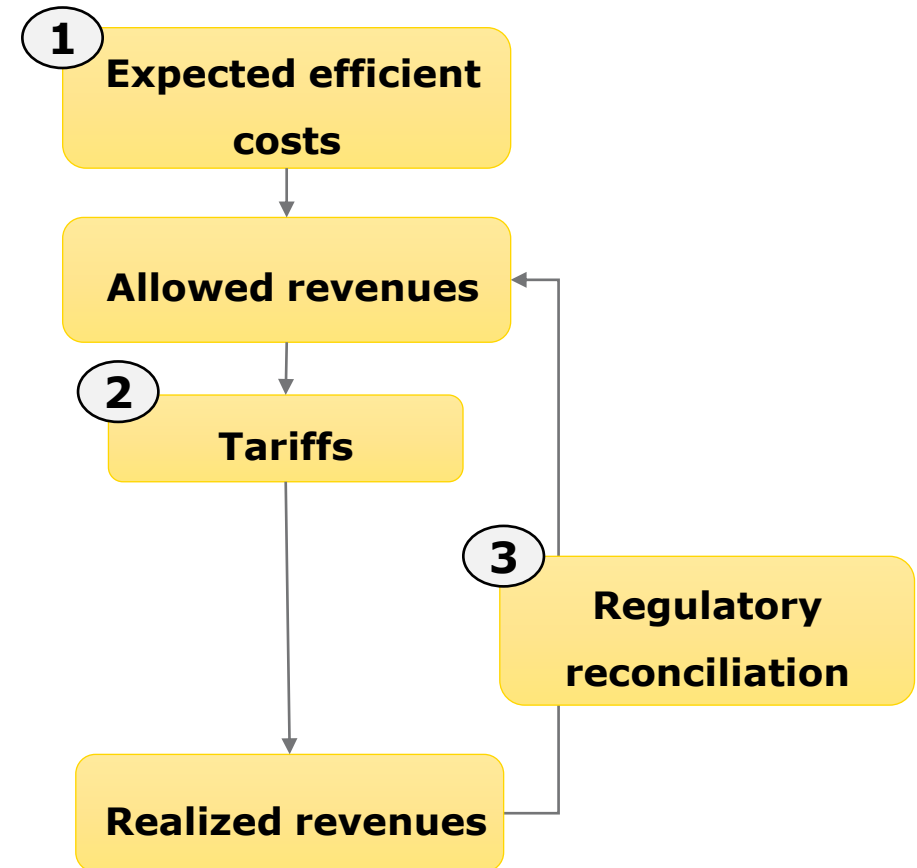 1
Expected efficient
costs
Allowed revenues
2
Tariffs
3
Regulatory
reconciliation
Realized revenues